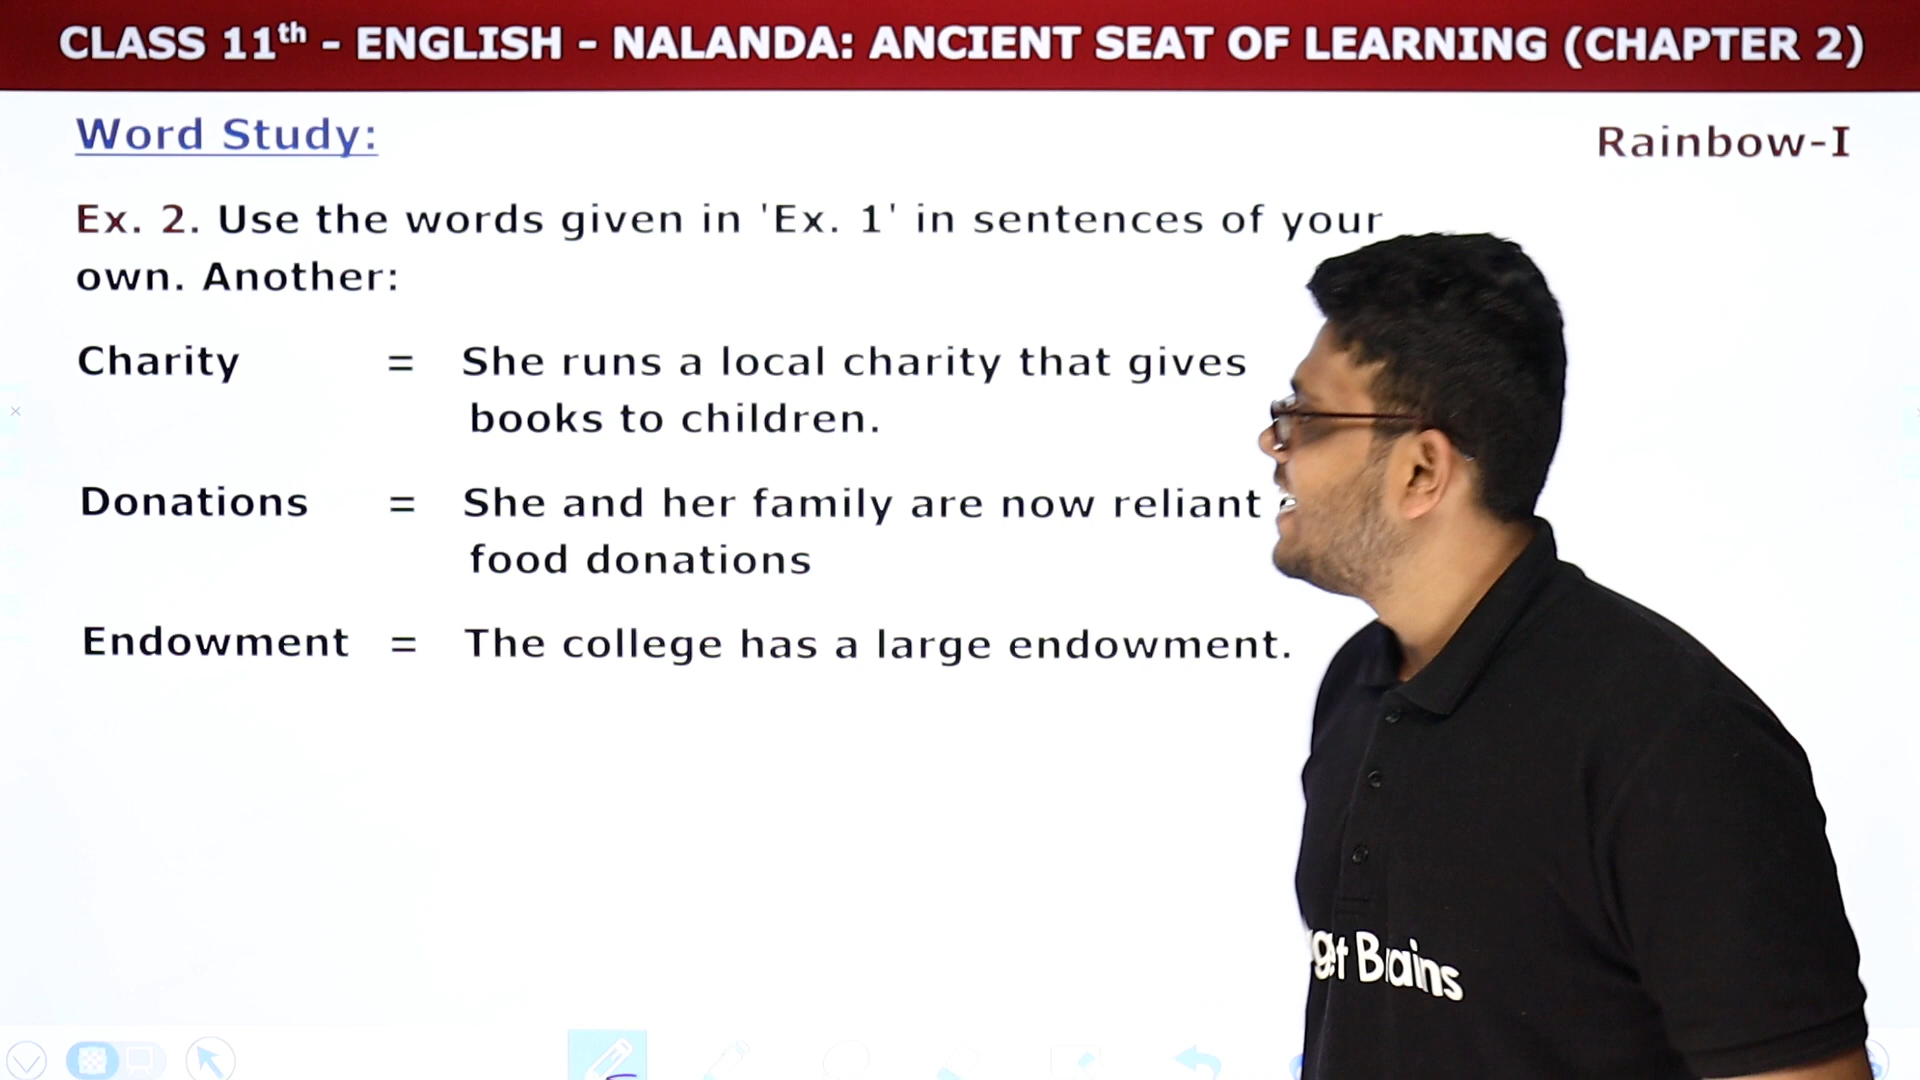 CLASS 11th - ENGLISH - NALANDA: ANCIENT SEAT OF LEARNING (CHAPTER 2)
Word Study:
Rainbow-I
Ex. 2. Use the words given in 'Ex. 1' in sentences of your
own. Another:
Charity = She runs a local charity that gives
books to children.
Donations = She and her family are now reliant
food donations
Endowment = The college has a large endowment.
get Brains